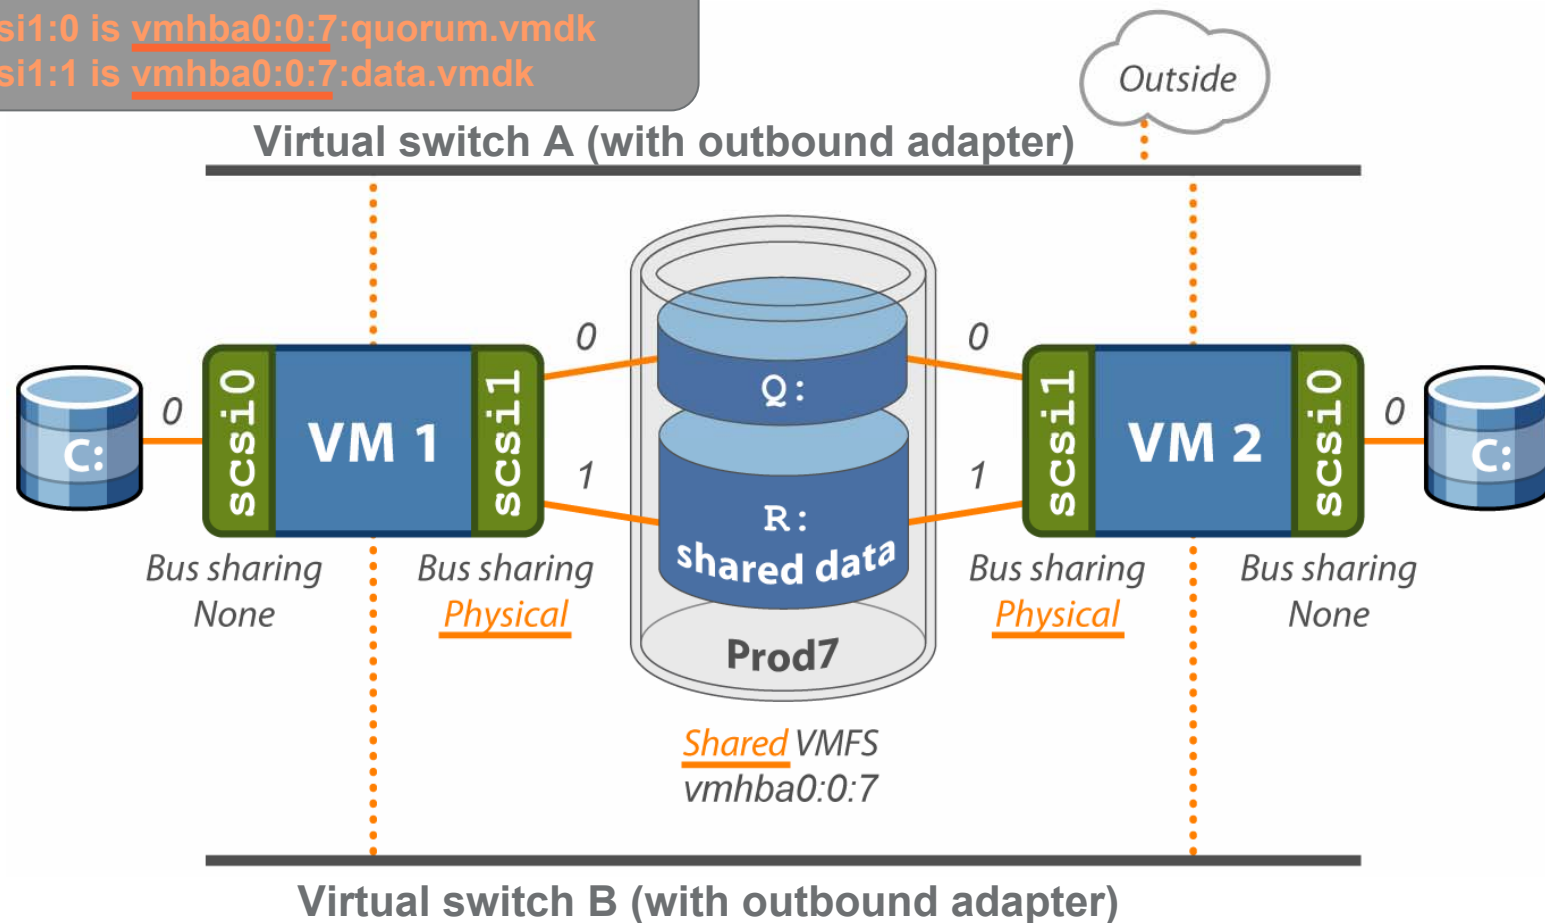 si1:0 is vmhba0:0:7:quorum.vmdk
si1:1 is vmhba0:0:7:data.vmdk
Outside
Virtual switch A (with outbound adapter)
0
0
Q:
C:
0
scsi0
VM 1
scsi1
scsi1
VM 2
scsi0
0
C:
1
1
R:
shared data
Bus sharing
None
Bus sharing
Physical
Bus sharing
Physical
Bus sharing
None
Prod7
Shared VMFS
vmhba0:0:7
Virtual switch B (with outbound adapter)